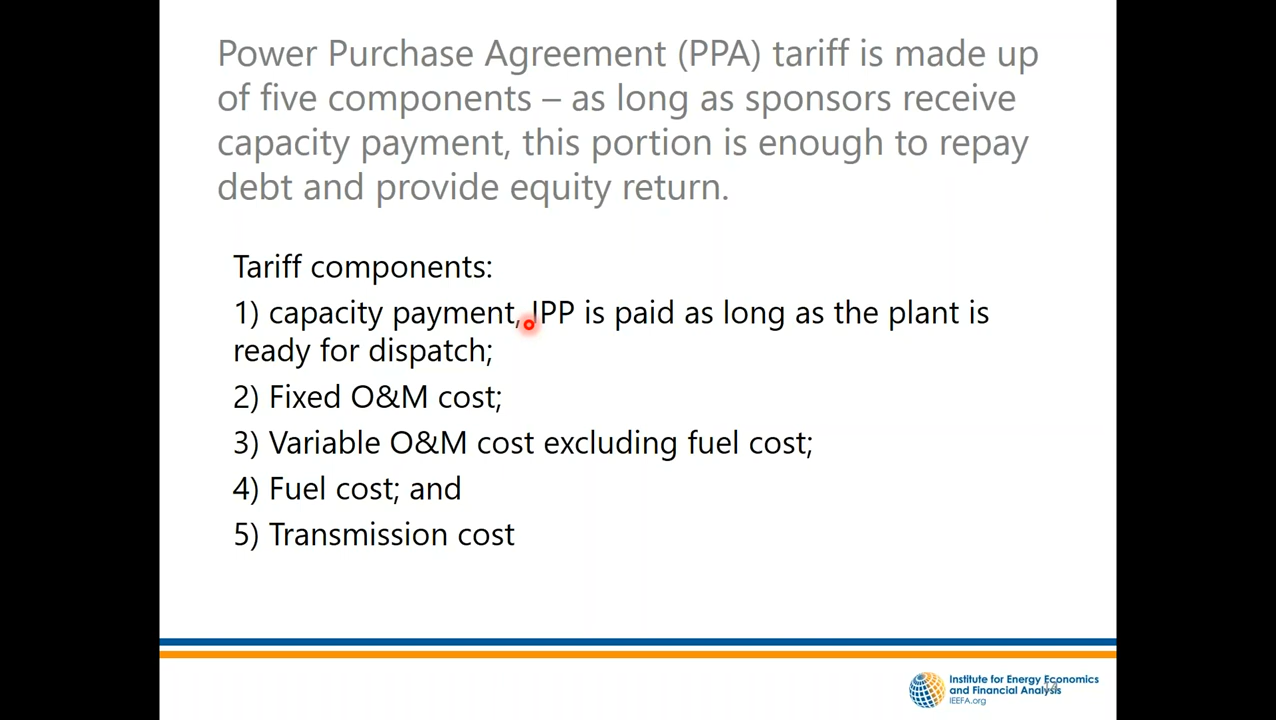 Power Purchase Agreement (PPA) tariff is made up
of five components – as long as sponsors receive
capacity payment, this portion is enough to repay
debt and provide equity return.
Tariff components:
1) capacity payment, IPP is paid as long as the plant is
ready for dispatch;
2) Fixed O&M cost;
3) Variable O&M cost excluding fuel cost;
4) Fuel cost; and
5) Transmission cost
Institute for Energy Economics
and Financial Analysis
IEEFA.org